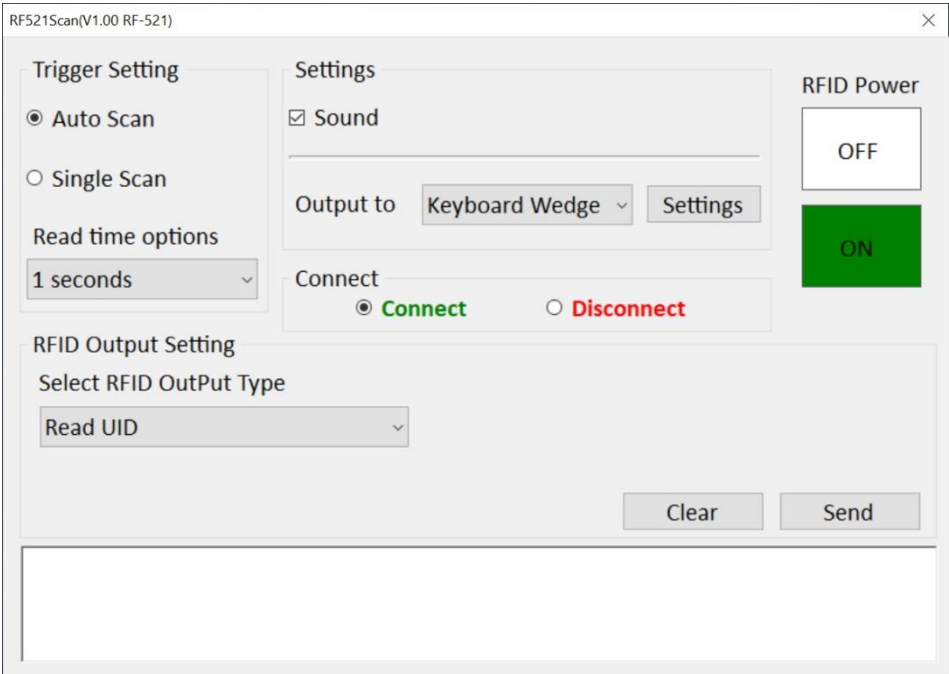 RF521Scan(V1.00 RF-521)
Trigger Setting
Auto Scan
Single Scan
Read time options
1 seconds
Settings
Sound
Output to
Keyboard Wedge
Settings
Connect
Connect
Disconnect
RFID Power
OFF
ON
RFID Output Setting
Select RFID OutPut Type
Read UID
Clear
Send